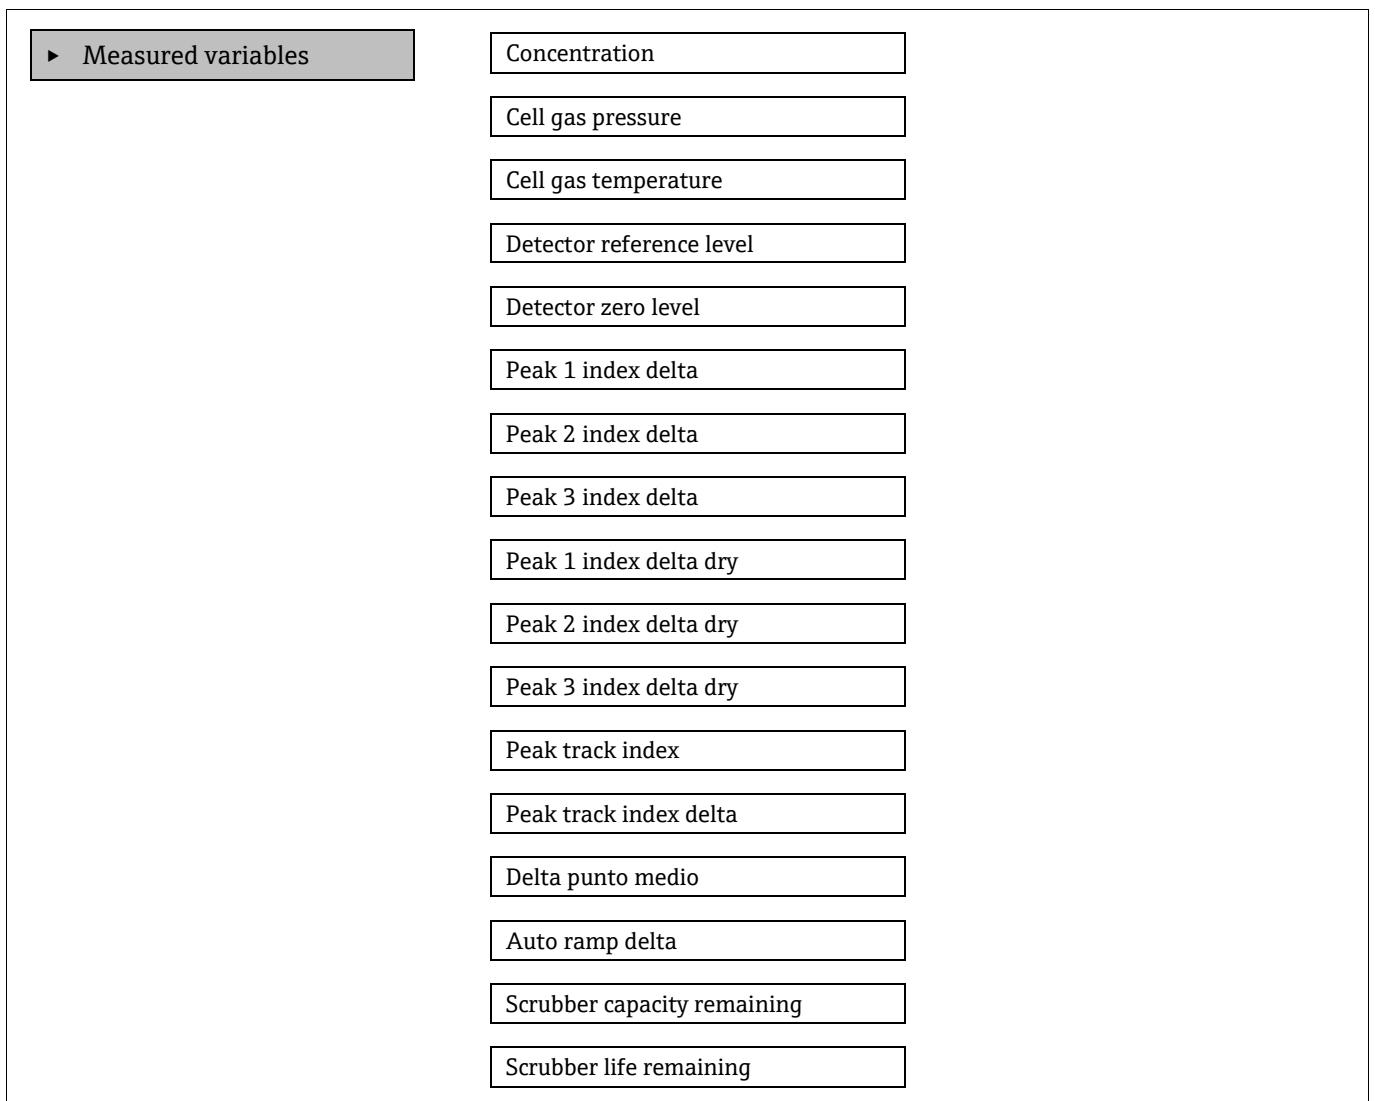 ▸ Measured variables
Concentration
Cell gas pressure
Cell gas temperature
Detector reference level
Detector zero level
Peak 1 index delta
Peak 2 index delta
Peak 3 index delta
Peak 1 index delta dry
Peak 2 index delta dry
Peak 3 index delta dry
Peak track index
Peak track index delta
Delta punto medio
Auto ramp delta
Scrubber capacity remaining
Scrubber life remaining